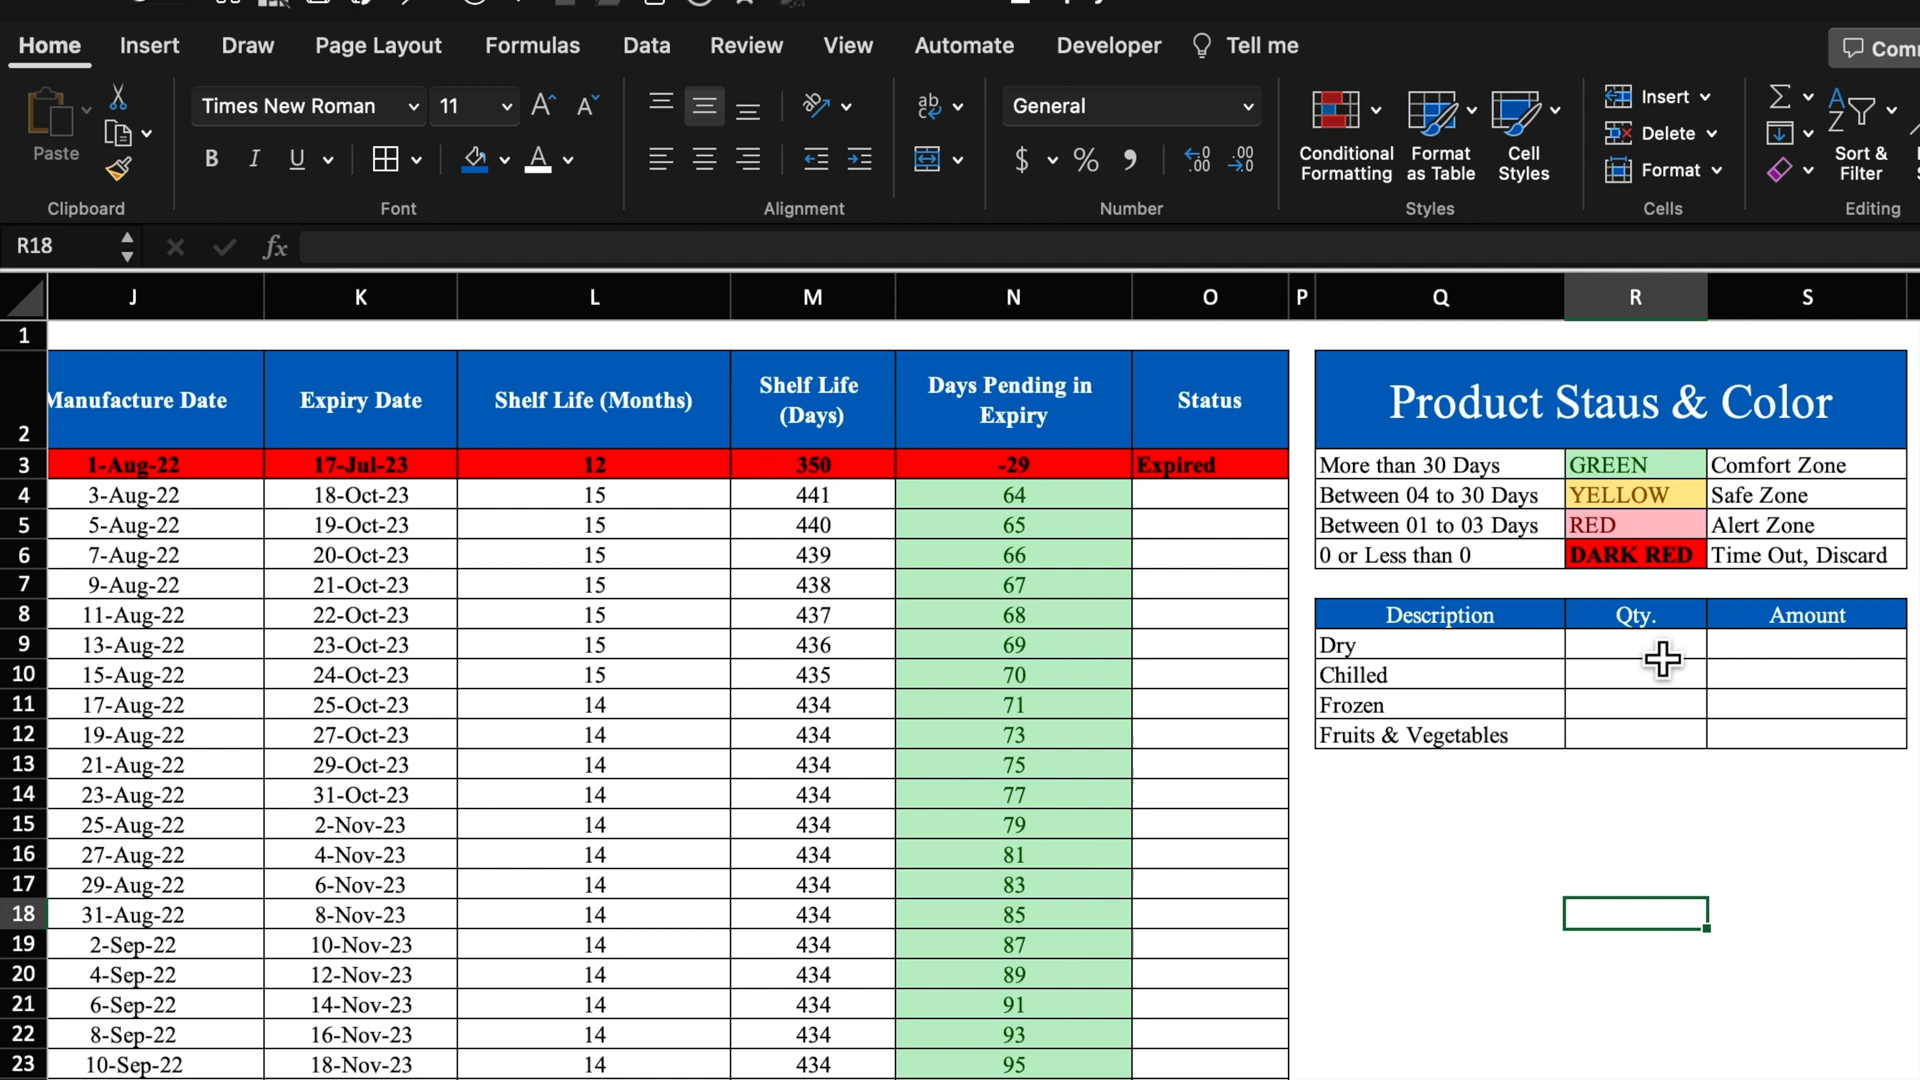 Home Insert Draw Page Layout Formulas Data Review View Automate Developer Tell me
Paste
Times New Roman 11
General
Conditional Formatting
Format as Table
Cell Styles
Insert
Delete
Format
Sort & Filter
Clipboard Font Alignment Number Styles Cells Editing
R18 fx
J K L M N O P Q R S
1
2 Manufacture Date Expiry Date Shelf Life (Months) Shelf Life (Days) Days Pending in Expiry Status Product Staus & Color
3 1-Aug-22 17-Jul-23 12 350 -29 Expired More than 30 Days GREEN Comfort Zone
4 3-Aug-22 18-Oct-23 15 441 64 Between 04 to 30 Days YELLOW Safe Zone
5 5-Aug-22 19-Oct-23 15 440 65 Between 01 to 03 Days RED Alert Zone
6 7-Aug-22 20-Oct-23 15 439 66 0 or Less than 0 DARK RED Time Out, Discard
7 9-Aug-22 21-Oct-23 15 438 67
8 11-Aug-22 22-Oct-23 15 437 68 Description Qty. Amount
9 13-Aug-22 23-Oct-23 15 436 69 Dry
10 15-Aug-22 24-Oct-23 15 435 70 Chilled
11 17-Aug-22 25-Oct-23 14 434 71 Frozen
12 19-Aug-22 27-Oct-23 14 434 73 Fruits & Vegetables
13 21-Aug-22 29-Oct-23 14 434 75
14 23-Aug-22 31-Oct-23 14 434 77
15 25-Aug-22 2-Nov-23 14 434 79
16 27-Aug-22 4-Nov-23 14 434 81
17 29-Aug-22 6-Nov-23 14 434 83
18 31-Aug-22 8-Nov-23 14 434 85
19 2-Sep-22 10-Nov-23 14 434 87
20 4-Sep-22 12-Nov-23 14 434 89
21 6-Sep-22 14-Nov-23 14 434 91
22 8-Sep-22 16-Nov-23 14 434 93
23 10-Sep-22 18-Nov-23 14 434 95